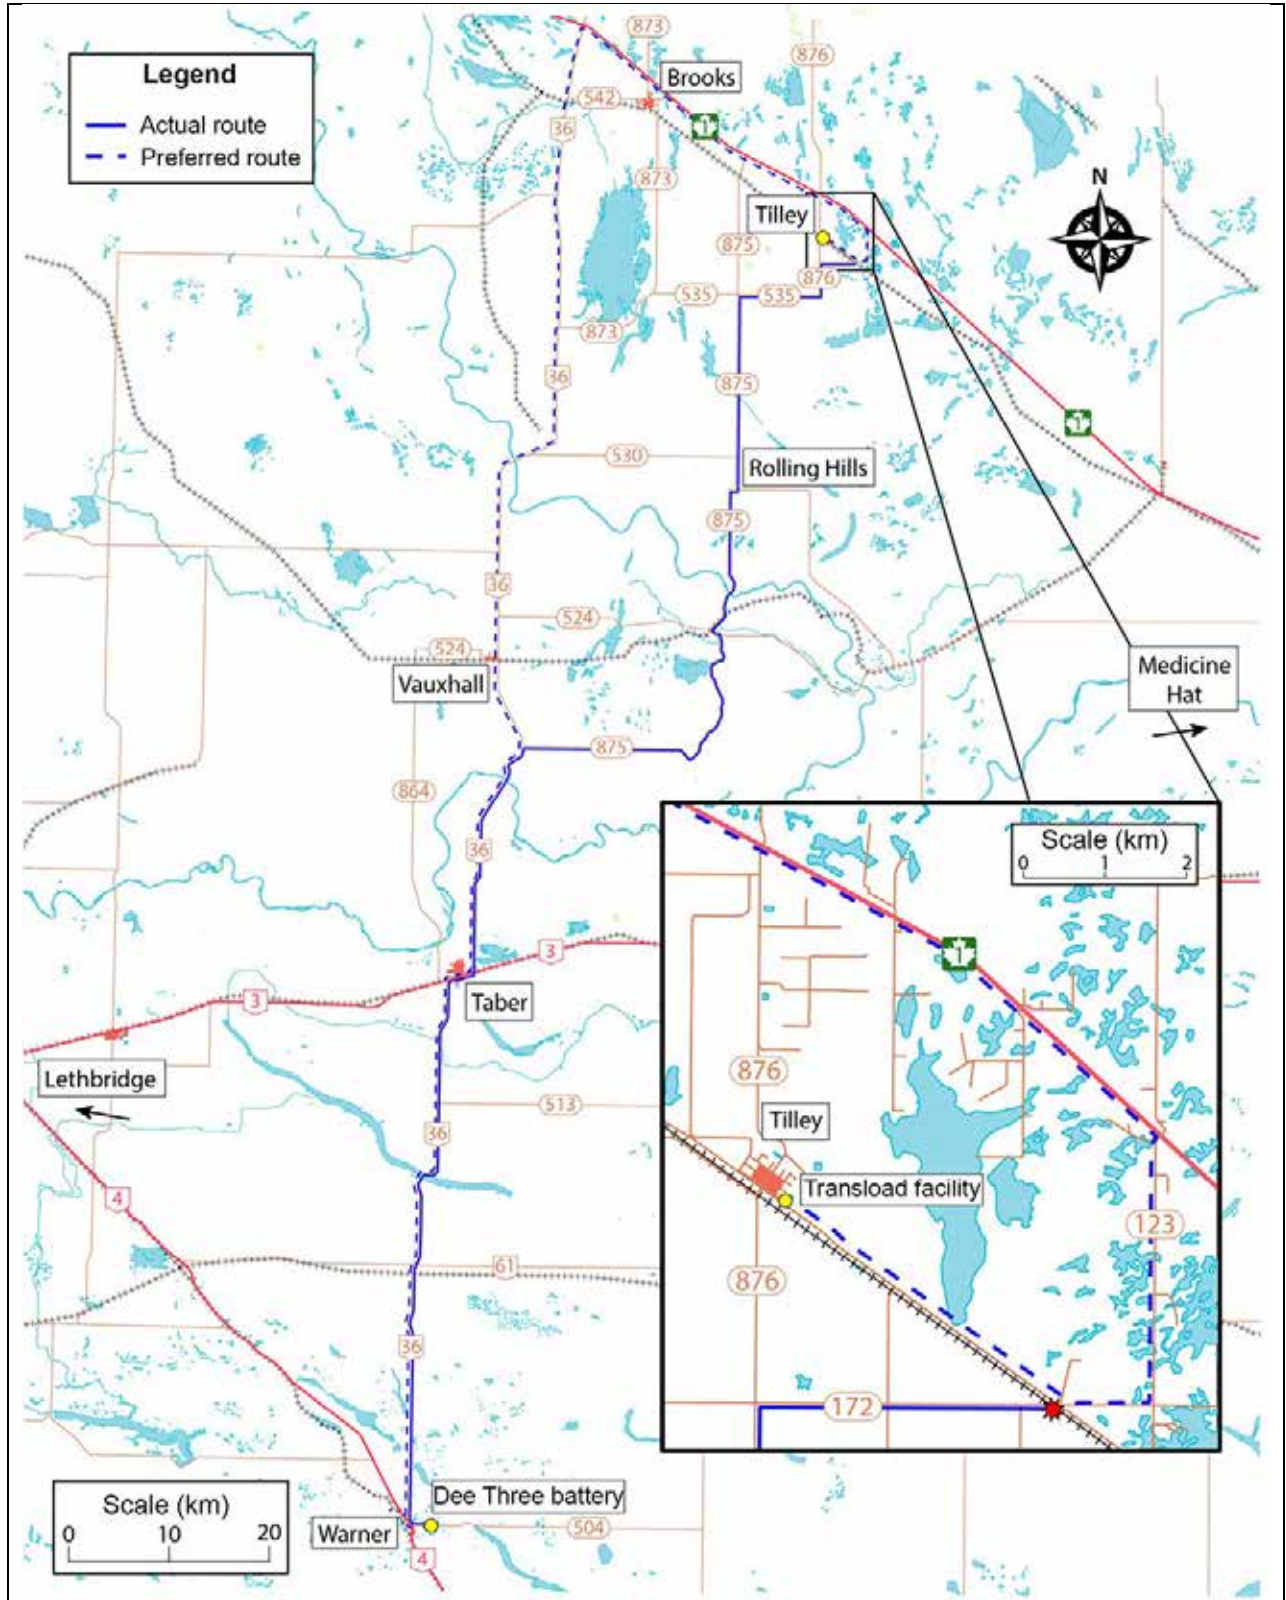 Legend
Actual route
Preferred route
873
876
Brooks
542
1
36
873
N
Tilley
875
876
535
535
873
36
875
1
530
Rolling Hills
875
36
524
524
Vauxhall
Medicine
Hat
875
864
36
Scale (km)
0 1 2
3
1
3
Taber
Lethbridge
876
513
Tilley
36
Transload facility
4
123
61
876
36
172
Scale (km)
0 10 20
Dee Three battery
Warner
504
4